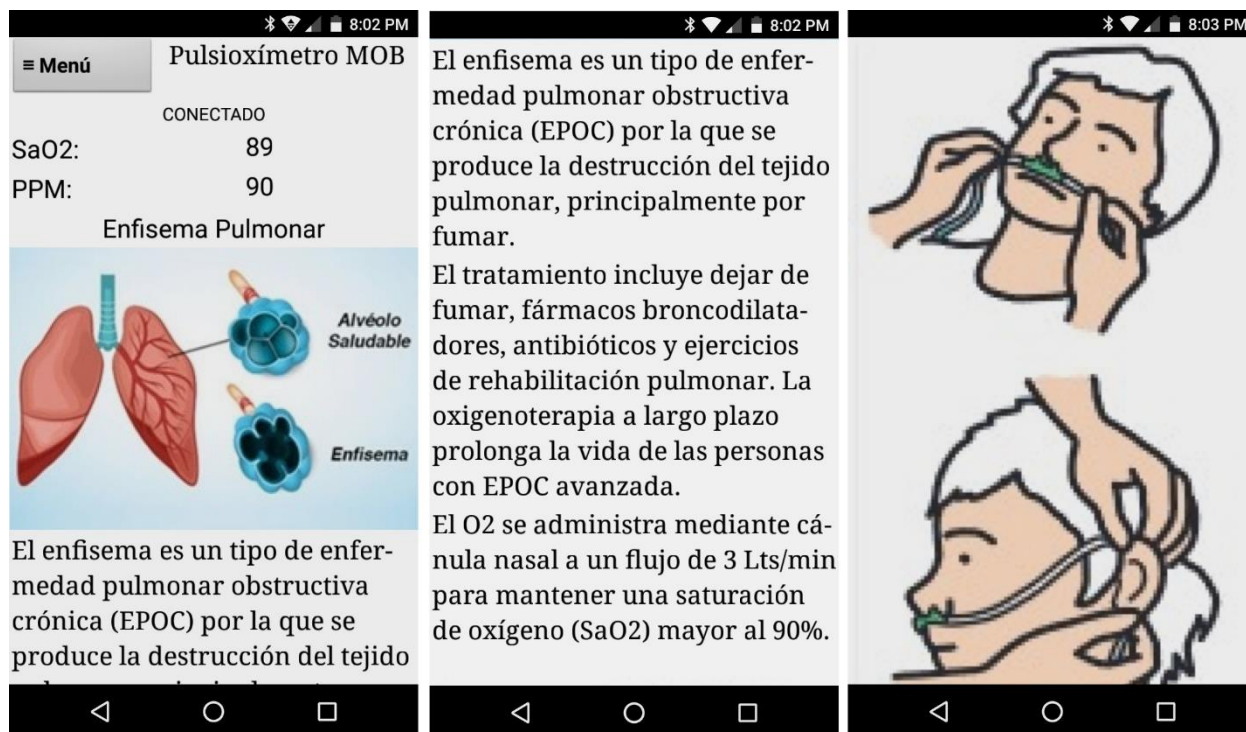 8:02 PM
≡ Menú
Pulsioxímetro MOB
CONECTADO
SaO2: 89
PPM: 90
Enfisema Pulmonar
Alvéolo
Saludable
Enfisema
El enfisema es un tipo de enfer-
medad pulmonar obstructiva
crónica (EPOC) por la que se
produce la destrucción del tejido
8:02 PM
El enfisema es un tipo de enfer-
medad pulmonar obstructiva
crónica (EPOC) por la que se
produce la destrucción del tejido
pulmonar, principalmente por
fumar.
El tratamiento incluye dejar de
fumar, fármacos broncodilata-
dores, antibióticos y ejercicios
de rehabilitación pulmonar. La
oxigenoterapia a largo plazo
prolonga la vida de las personas
con EPOC avanzada.
El O2 se administra mediante cá-
nula nasal a un flujo de 3 Lts/min
para mantener una saturación
de oxígeno (SaO2) mayor al 90%.
8:03 PM